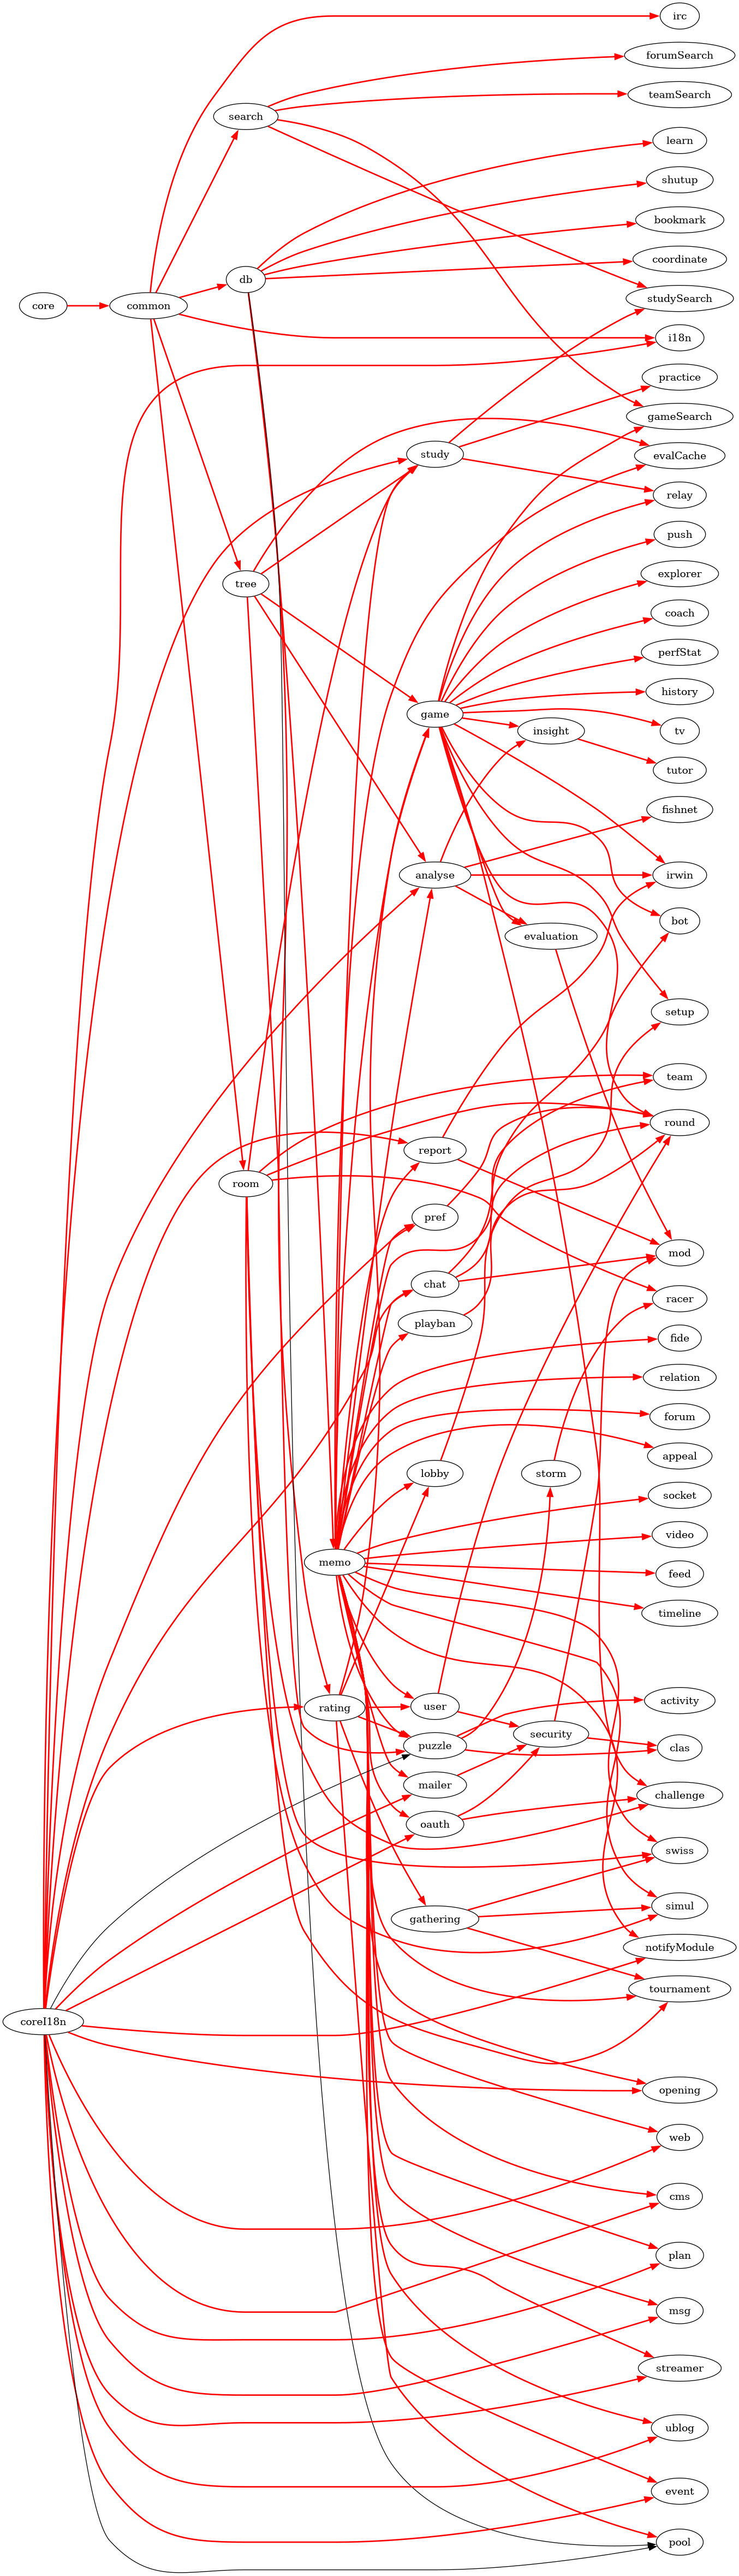 irc
forumSearch
search
teamSearch
learn
shutup
bookmark
coordinate
db
studySearch
core
common
i18n
practice
gameSearch
study
evalCache
relay
push
explorer
tree
coach
perfStat
history
game
insight
tv
tutor
fishnet
analyse
irwin
bot
evaluation
setup
team
round
report
room
pref
mod
chat
racer
playban
fide
relation
forum
appeal
lobby
storm
socket
video
memo
feed
timeline
activity
rating
user
security
puzzle
clas
mailer
challenge
oauth
swiss
simul
gathering
notifyModule
tournament
coreI18n
opening
web
cms
plan
msg
streamer
ublog
event
pool